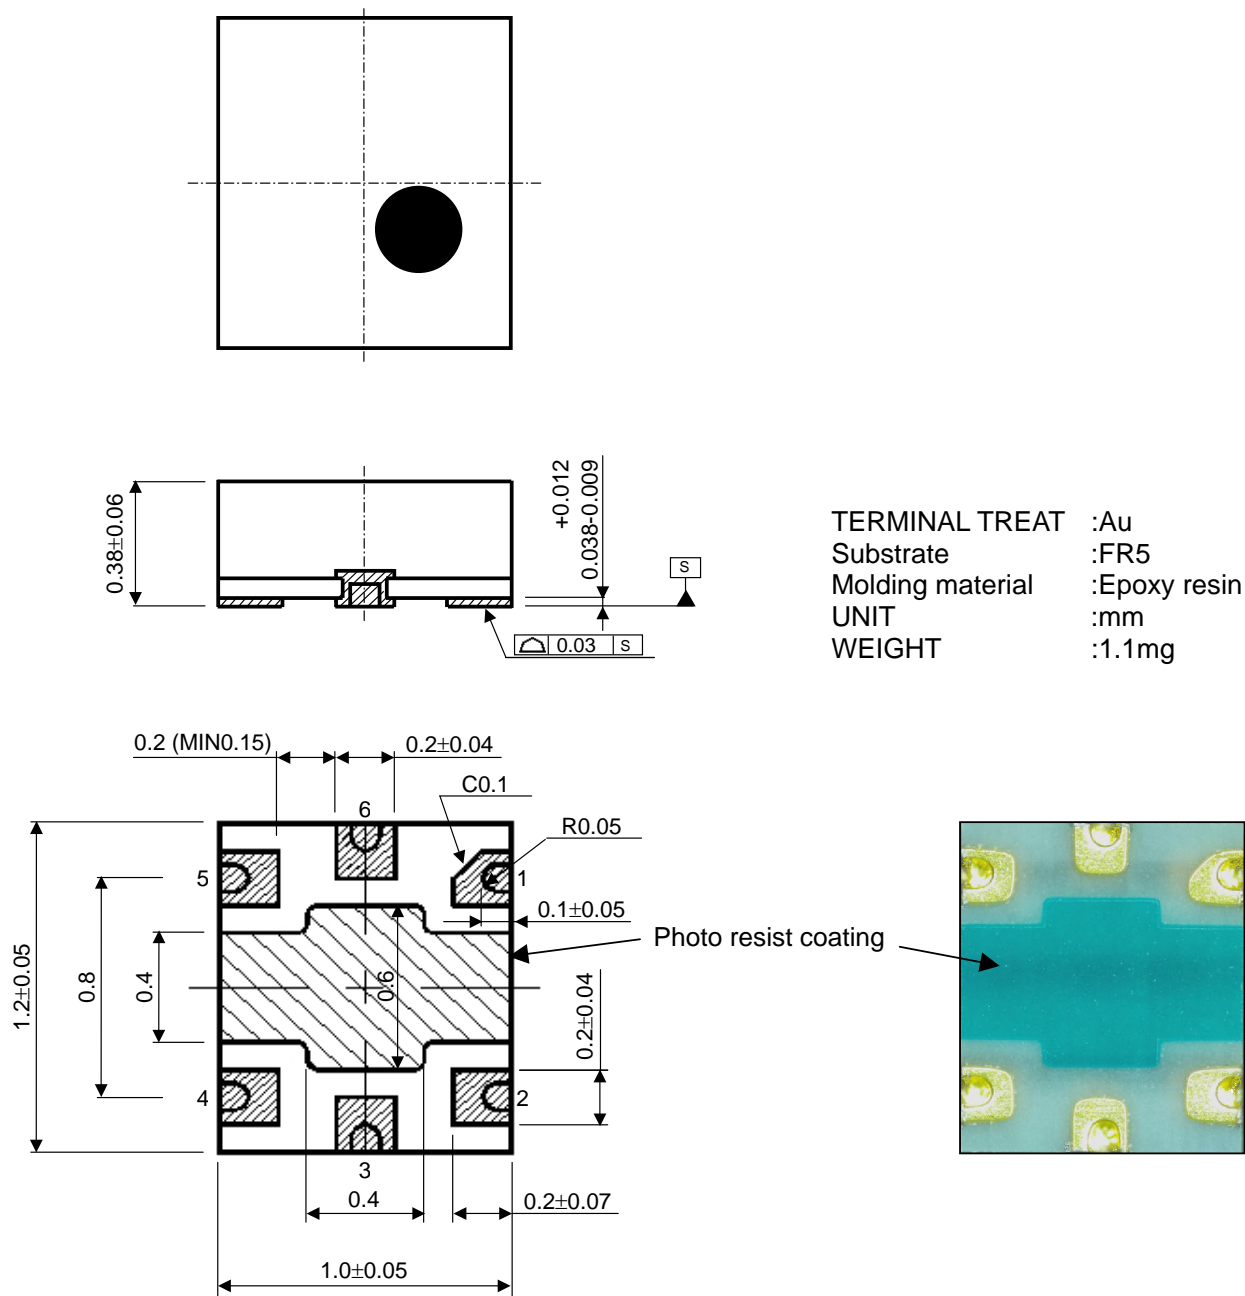 0.38±0.06
+0.012
0.038-0.009
S
0.03 S
TERMINAL TREAT :Au
Substrate :FR5
Molding material :Epoxy resin
UNIT :mm
WEIGHT :1.1mg
0.2 (MIN0.15)
0.2±0.04
C0.1
R0.05
6
5
1
0.1±0.05
Photo resist coating
1.2±0.05
0.8
0.4
0.6
0.2±0.04
4
2
3
0.4
0.2±0.07
1.0±0.05